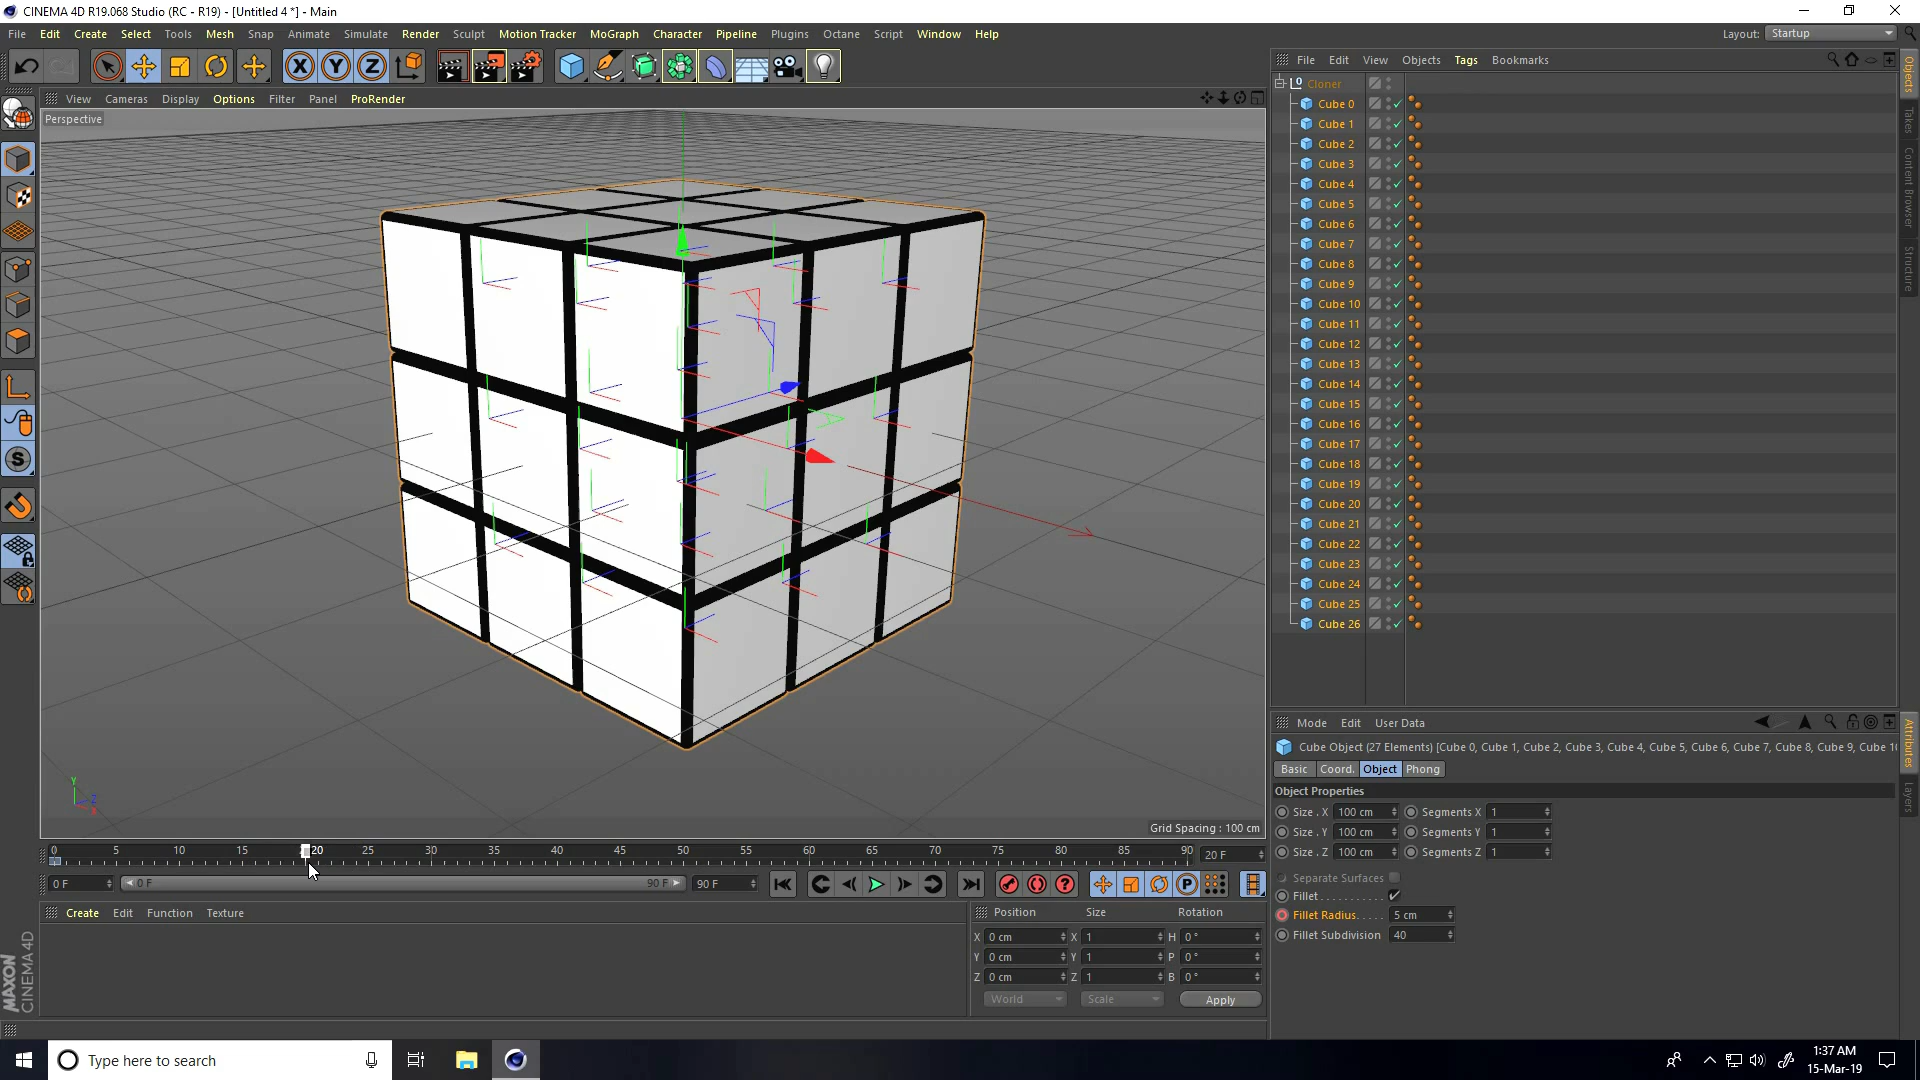 CINEMA 4D R19.068 Studio (RC - R19) - [Untitled 4 *] - Main
File Edit Create Select Tools Mesh Snap Animate Simulate Render Sculpt Motion Tracker MoGraph Character Pipeline Plugins Octane Script Window Help
Layout: Startup
X Y Z
View Cameras Display Options Filter Panel ProRender
Perspective
Grid Spacing : 100 cm
Y
Z
X
S
File Edit View Objects Tags Bookmarks
Cloner
Cube 0
Cube 1
Cube 2
Cube 3
Cube 4
Cube 5
Cube 6
Cube 7
Cube 8
Cube 9
Cube 10
Cube 11
Cube 12
Cube 13
Cube 14
Cube 15
Cube 16
Cube 17
Cube 18
Cube 19
Cube 20
Cube 21
Cube 22
Cube 23
Cube 24
Cube 25
Cube 26
Objects
Takes
Content Browser
Structure
Mode Edit User Data
Cube Object (27 Elements) [Cube 0, Cube 1, Cube 2, Cube 3, Cube 4, Cube 5, Cube 6, Cube 7, Cube 8, Cube 9, Cube 10
Basic Coord. Object Phong
Object Properties
Size . X 100 cm Segments X 1
Size . Y 100 cm Segments Y 1
Size . Z 100 cm Segments Z 1
Separate Surfaces
Fillet
Fillet Radius 5 cm
Fillet Subdivision 40
Attributes
Layers
0 5 10 15 20 25 30 35 40 45 50 55 60 65 70 75 80 85 90
20 F
0 F 0 F 90 F 90 F
P
Create Edit Function Texture
Position Size Rotation
X 0 cm X 1 H 0 °
Y 0 cm Y 1 P 0 °
Z 0 cm Z 1 B 0 °
World Scale Apply
MAXON
CINEMA 4D
Type here to search
1:37 AM
15-Mar-19